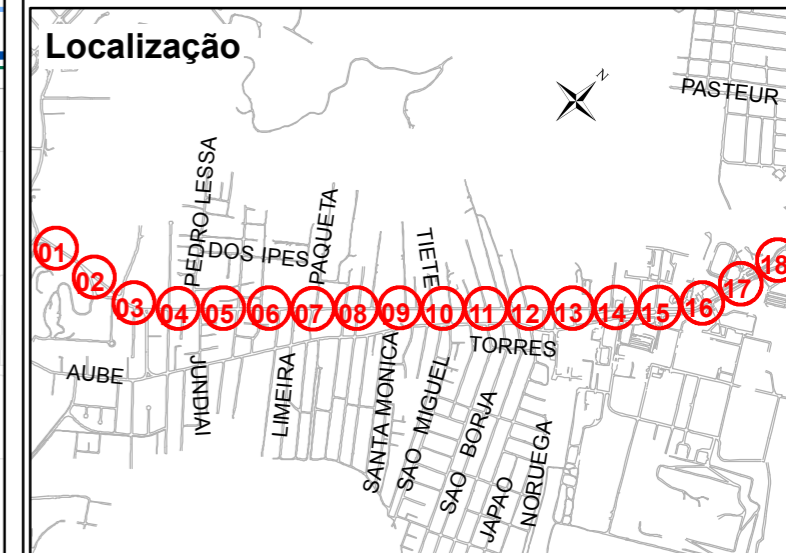 Localização
N
PASTEUR
PEDRO LESSA
DOS IPES
PAQUETA
TIETE
01
02
03
04
05
06
07
08
09
10
11
12
13
14
15
16
17
18
TORRES
AUBE
JUNDIAI
LIMEIRA
SANTA MONICA
SAO MIGUEL
SAO BORJA
JAPAO
NORUEGA